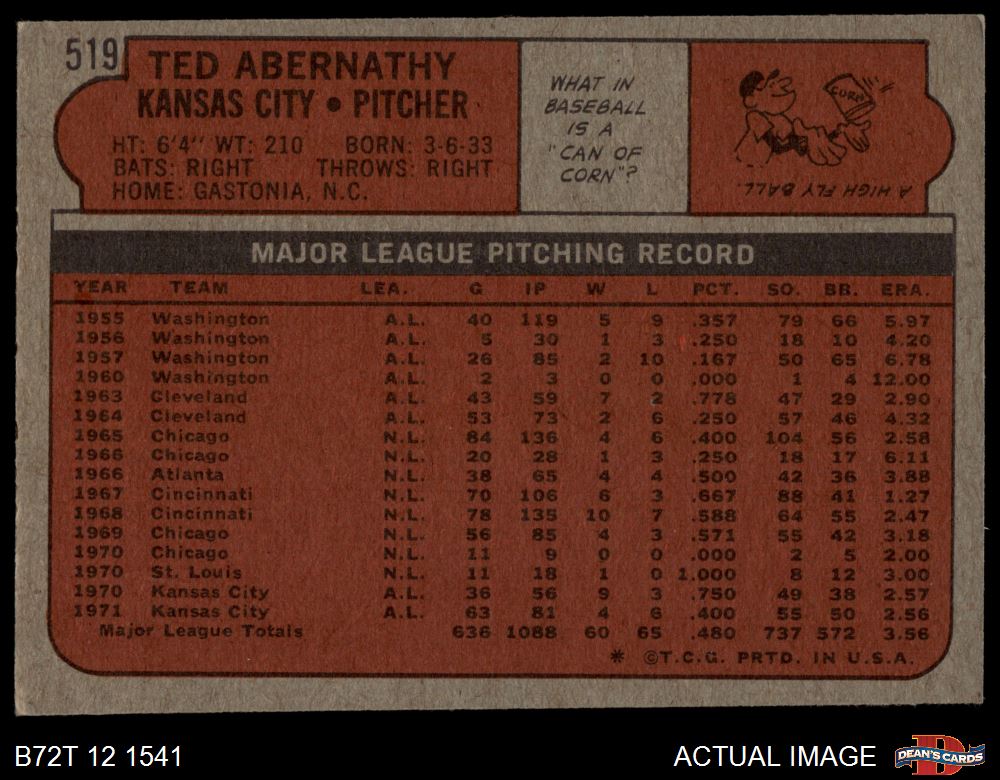 519
TED ABERNATHY
KANSAS CITY • PITCHER
HT: 6'4" WT: 210 BORN: 3-6-33
BATS: RIGHT THROWS: RIGHT
HOME: GASTONIA, N.C.
WHAT IN
BASEBALL
IS A
"CAN OF
CORN"?
CORN
A HIGH FLY BALL.
MAJOR LEAGUE PITCHING RECORD
YEAR TEAM LEA. G IP W L PCT. SO. BB. ERA.
1955 Washington A.L. 40 119 5 9 .357 79 66 5.97
1956 Washington A.L. 5 30 1 3 .250 18 10 4.20
1957 Washington A.L. 26 85 2 10 .167 50 65 6.78
1960 Washington A.L. 2 3 0 0 .000 1 4 12.00
1963 Cleveland A.L. 43 59 7 2 .778 47 29 2.90
1964 Cleveland A.L. 53 73 2 6 .250 57 46 4.32
1965 Chicago N.L. 84 136 4 6 .400 104 56 2.58
1966 Chicago N.L. 20 28 1 3 .250 18 17 6.11
1966 Atlanta N.L. 38 65 4 4 .500 42 36 3.88
1967 Cincinnati N.L. 70 106 6 3 .667 88 41 1.27
1968 Cincinnati N.L. 78 135 10 7 .588 64 55 2.47
1969 Chicago N.L. 56 85 4 3 .571 55 42 3.18
1970 Chicago N.L. 11 9 0 0 .000 2 5 2.00
1970 St. Louis N.L. 11 18 1 0 1.000 8 12 3.00
1970 Kansas City A.L. 36 56 9 3 .750 49 38 2.57
1971 Kansas City A.L. 63 81 4 6 .400 55 50 2.56
Major League Totals 636 1088 60 65 .480 737 572 3.56
* ©T.C.G. PRTD. IN U.S.A.
B72T 12 1541
ACTUAL IMAGE
D
DEAN'S CARDS